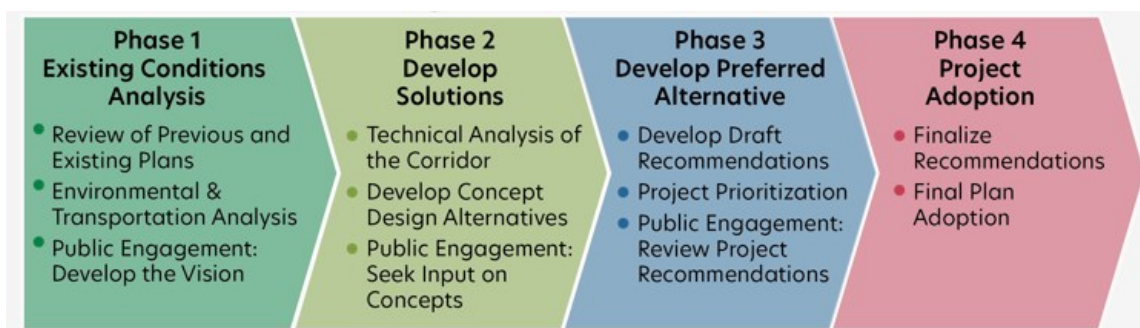 Phase 1
Existing Conditions
Analysis
• Review of Previous and
Existing Plans
• Environmental &
Transportation Analysis
• Public Engagement:
Develop the Vision
Phase 2
Develop
Solutions
• Technical Analysis of
the Corridor
• Develop Concept
Design Alternatives
• Public Engagement:
Seek Input on
Concepts
Phase 3
Develop Preferred
Alternative
• Develop Draft
Recommendations
• Project Prioritization
• Public Engagement:
Review Project
Recommendations
Phase 4
Project
Adoption
• Finalize
Recommendations
• Final Plan
Adoption